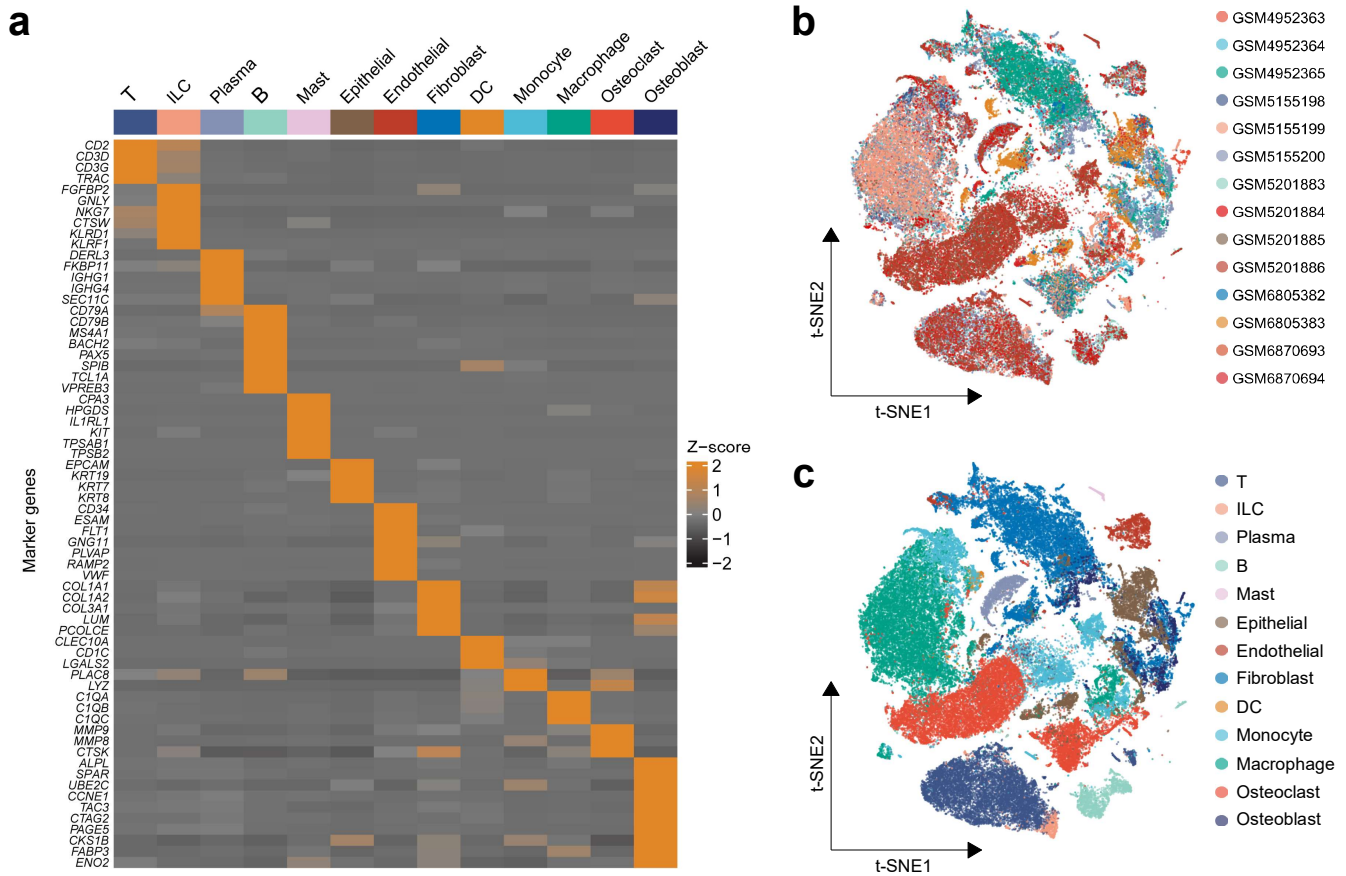 a
T
ILC
Plasma
B
Mast
Epithelial
Endothelial
Fibroblast
DC
Monocyte
Macrophage
Osteoclast
Osteoblast
Marker genes
CD2
CD3D
CD3G
TRAC
FGFBP2
GNLY
NKG7
CTSW
KLRD1
KLRF1
DERL3
FKBP11
IGHG1
IGHG4
SEC11C
CD79A
CD79B
MS4A1
BACH2
PAX5
SPIB
TCL1A
VPREB3
CPA3
HPGDS
IL1RL1
KIT
TPSAB1
TPSB2
EPCAM
KRT19
KRT7
KRT8
CD34
ESAM
FLT1
GNG11
PLVAP
RAMP2
VWF
COL1A1
COL1A2
COL3A1
LUM
PCOLCE
CLEC10A
CD1C
LGALS2
PLAC8
LYZ
C1QA
C1QB
C1QC
MMP9
MMP8
CTSK
ALPL
SPAR
UBE2C
CCNE1
TAC3
CTAG2
PAGE5
CKS1B
FABP3
ENO2
Z−score
2
1
0
−1
−2
b
t-SNE2
t-SNE1
GSM4952363
GSM4952364
GSM4952365
GSM5155198
GSM5155199
GSM5155200
GSM5201883
GSM5201884
GSM5201885
GSM5201886
GSM6805382
GSM6805383
GSM6870693
GSM6870694
c
t-SNE2
t-SNE1
T
ILC
Plasma
B
Mast
Epithelial
Endothelial
Fibroblast
DC
Monocyte
Macrophage
Osteoclast
Osteoblast